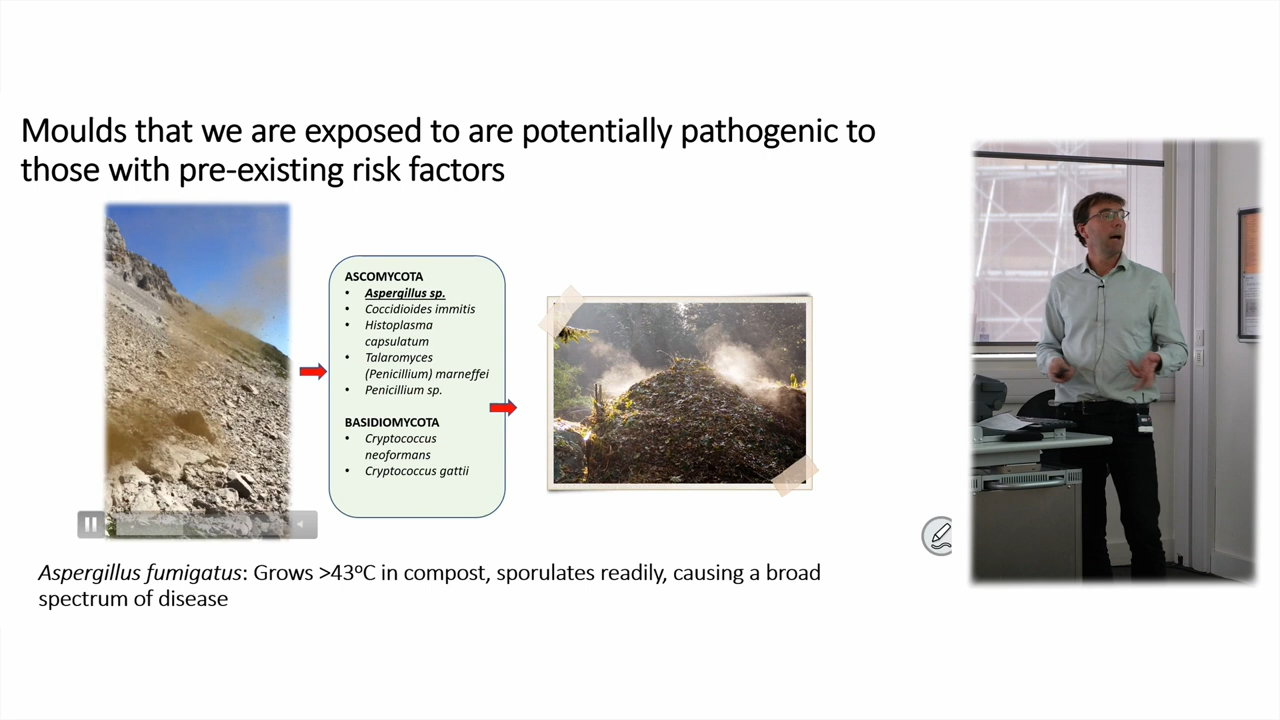 Moulds that we are exposed to are potentially pathogenic to
those with pre-existing risk factors
ASCOMYCOTA
• Aspergillus sp.
• Coccidioides immitis
• Histoplasma
capsulatum
• Talaromyces
(Penicillium) marneffei
• Penicillium sp.
BASIDIOMYCOTA
• Cryptococcus
neoformans
• Cryptococcus gattii
Aspergillus fumigatus: Grows >43ºC in compost, sporulates readily, causing a broad
spectrum of disease